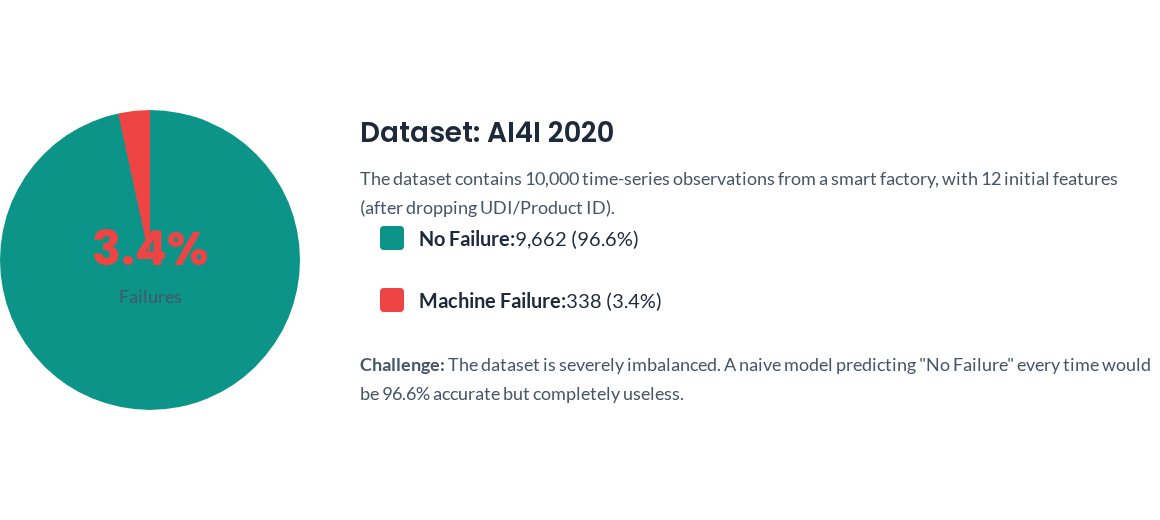 3.4%
Failures
Dataset: AI4I 2020
The dataset contains 10,000 time-series observations from a smart factory, with 12 initial features
(after dropping UDI/Product ID).
No Failure:9,662 (96.6%)
Machine Failure:338 (3.4%)
Challenge: The dataset is severely imbalanced. A naive model predicting "No Failure" every time would
be 96.6% accurate but completely useless.